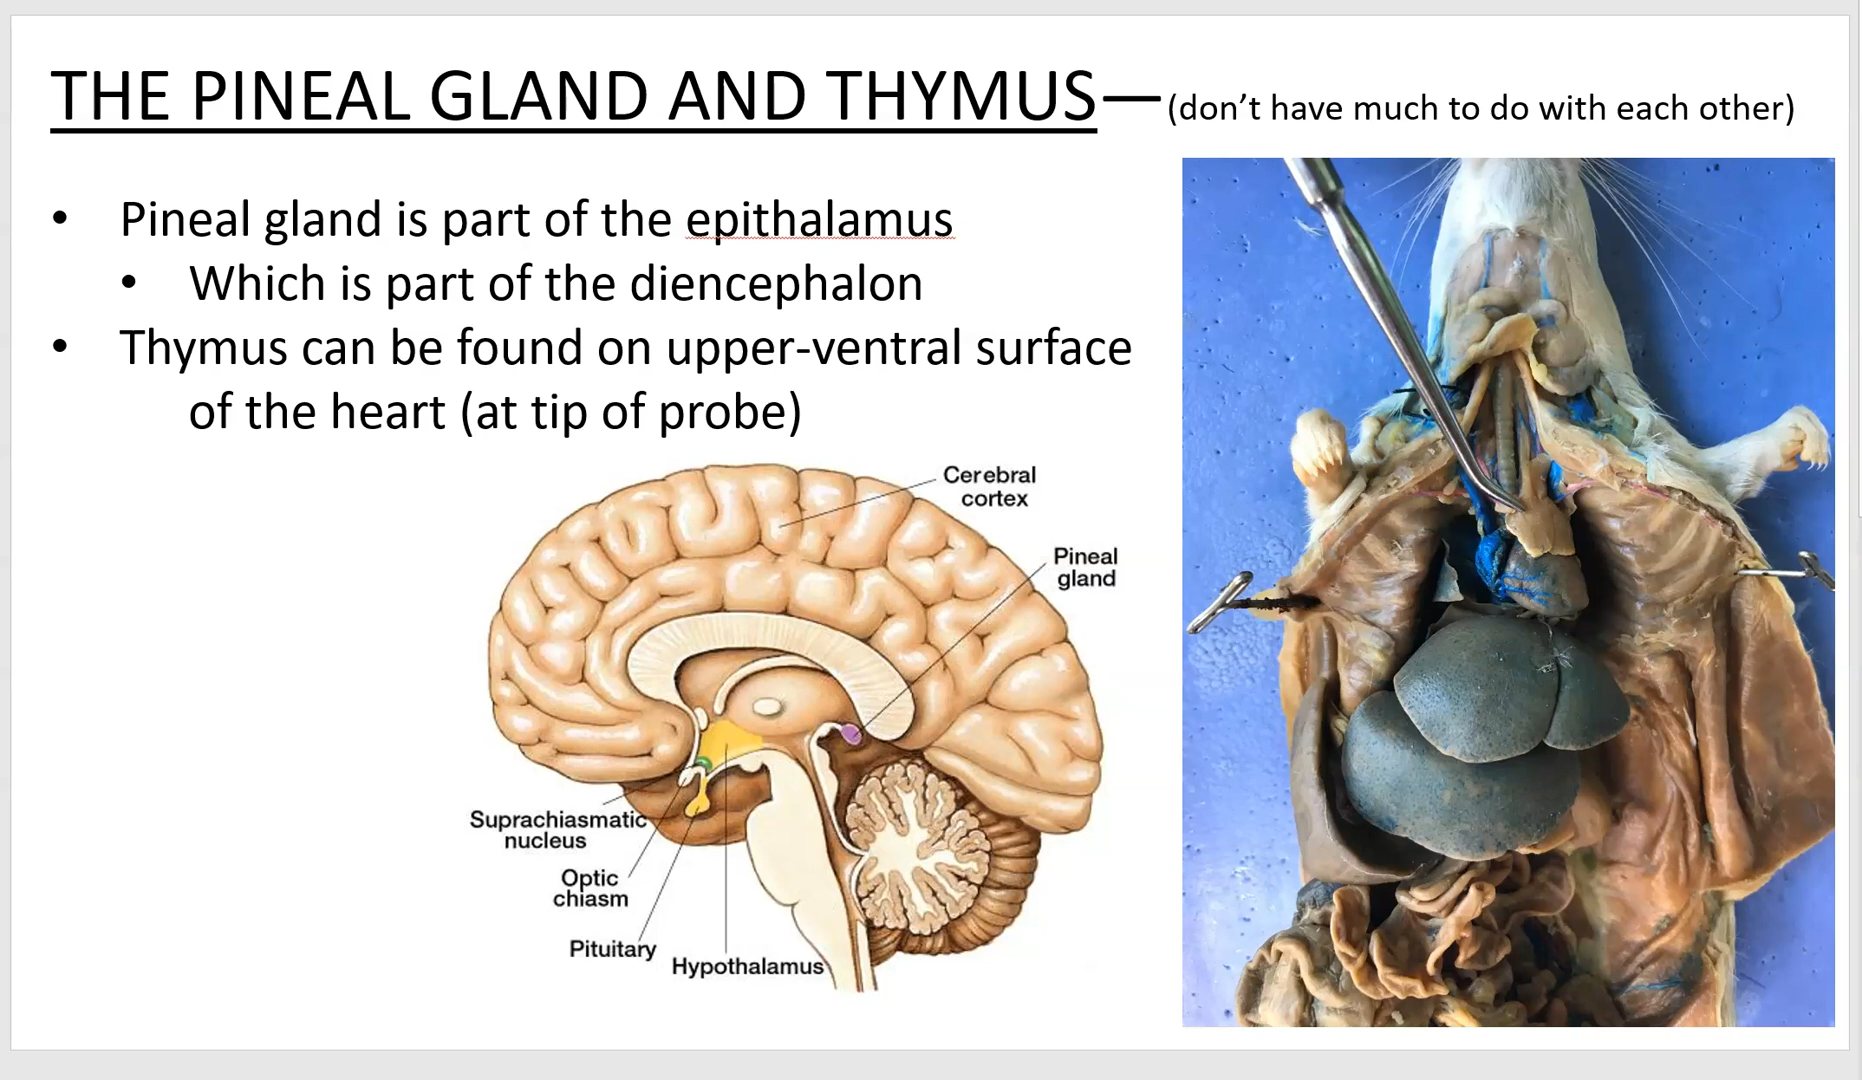 THE PINEAL GLAND AND THYMUS—(don’t have much to do with each other)
• Pineal gland is part of the epithalamus
• Which is part of the diencephalon
• Thymus can be found on upper-ventral surface
of the heart (at tip of probe)
Cerebral
cortex
Pineal
gland
Suprachiasmatic
nucleus
Optic
chiasm
Pituitary
Hypothalamus